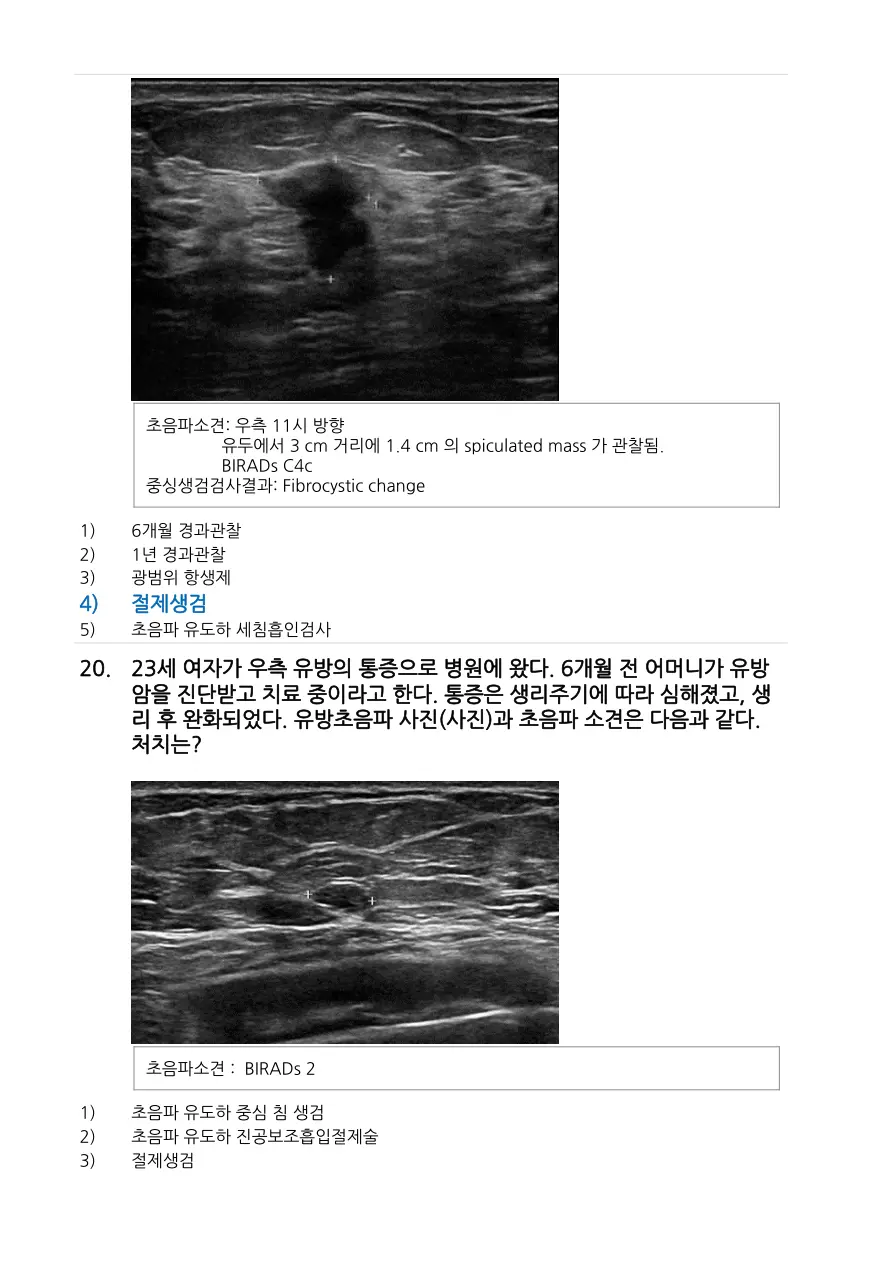 초음파소견: 우측 11시 방향
유두에서 3 cm 거리에 1.4 cm 의 spiculated mass 가 관찰됨.
BIRADs C4c
중싱생검검사결과: Fibrocystic change
1) 6개월 경과관찰
2) 1년 경과관찰
3) 광범위 항생제
4) 절제생검
5) 초음파 유도하 세침흡인검사
20. 23세 여자가 우측 유방의 통증으로 병원에 왔다. 6개월 전 어머니가 유방
암을 진단받고 치료 중이라고 한다. 통증은 생리주기에 따라 심해졌고, 생
리 후 완화되었다. 유방초음파 사진(사진)과 초음파 소견은 다음과 같다.
처치는?
초음파소견 : BIRADs 2
1) 초음파 유도하 중심 침 생검
2) 초음파 유도하 진공보조흡입절제술
3) 절제생검